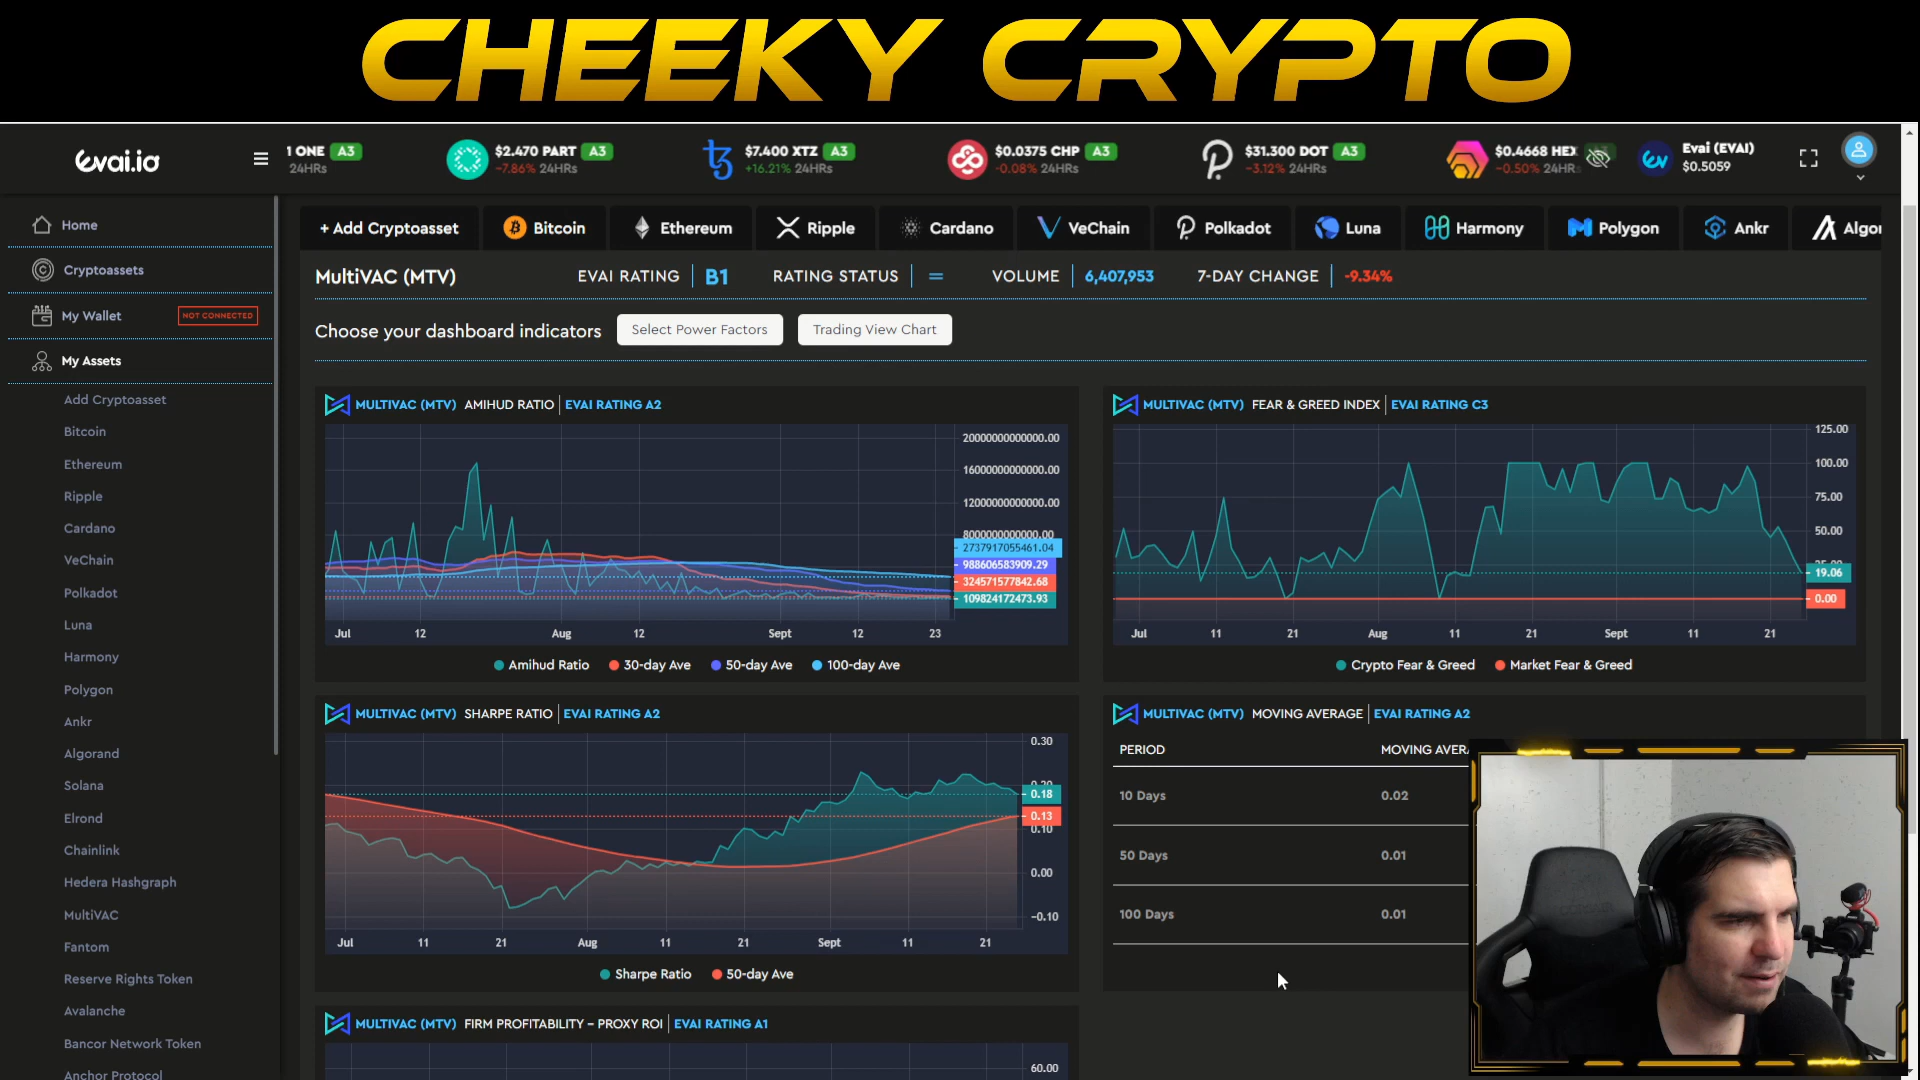 CHEEKY CRYPTO
Evai.io
1 ONE A3
24HRs
$2.470 PART A3
-7.86% 24HRs
$7.400 XTZ A3
+16.21% 24HRs
$0.0375 CHP A3
-0.08% 24HRs
$31.300 DOT A3
-3.12% 24HRs
$0.4668 HEX
-0.50% 24HRs
Evai (EVAI)
$0.5059
+ Add Cryptoasset
Bitcoin
Ethereum
Ripple
Cardano
VeChain
Polkadot
Luna
Harmony
Polygon
Ankr
Algor
Home
Cryptoassets
My Wallet NOT CONNECTED
My Assets
Add Cryptoasset
Bitcoin
Ethereum
Ripple
Cardano
VeChain
Polkadot
Luna
Harmony
Polygon
Ankr
Algorand
Solana
Elrond
Chainlink
Hedera Hashgraph
MultiVAC
Fantom
Reserve Rights Token
Avalanche
Bancor Network Token
Anchor Protocol
MultiVAC (MTV) EVAI RATING B1 RATING STATUS = VOLUME 6,407,953 7-DAY CHANGE -9.34%
Choose your dashboard indicators Select Power Factors Trading View Chart
MULTIVAC (MTV) AMIHUD RATIO EVAI RATING A2
20000000000000.00
16000000000000.00
12000000000000.00
8000000000000.00
2737917055461.04
988606583909.29
324571577842.68
109824172473.93
Jul 12 Aug 12 Sept 12 23
Amihud Ratio 30-day Ave 50-day Ave 100-day Ave
MULTIVAC (MTV) FEAR & GREED INDEX EVAI RATING C3
125.00
100.00
75.00
50.00
25.00
19.06
0.00
Jul 11 21 Aug 11 21 Sept 11 21
Crypto Fear & Greed Market Fear & Greed
MULTIVAC (MTV) SHARPE RATIO EVAI RATING A2
0.30
0.20
0.18
0.13
0.10
0.00
-0.10
Jul 11 21 Aug 11 21 Sept 11 21
Sharpe Ratio 50-day Ave
MULTIVAC (MTV) MOVING AVERAGE EVAI RATING A2
PERIOD MOVING AVERA
10 Days 0.02
50 Days 0.01
100 Days 0.01
MULTIVAC (MTV) FIRM PROFITABILITY - PROXY ROI EVAI RATING A1
60.00